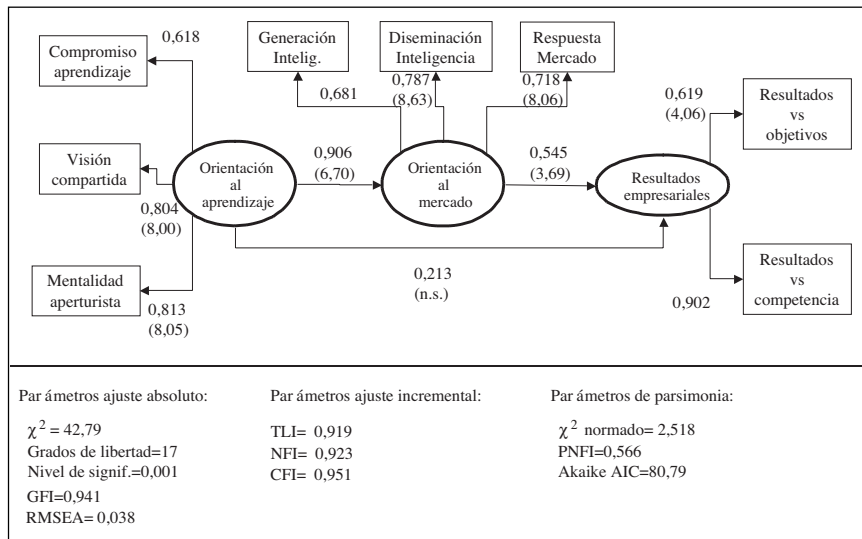 Compromiso
aprendizaje
0,618
Generación
Intelig.
0,681
Diseminación
Inteligencia
0,787
(8,63)
Respuesta
Mercado
0,718
(8,06)
Visión
compartida
0,804
(8,00)
Orientación
al
aprendizaje
0,906
(6,70)
Orientación
al
mercado
0,545
(3,69)
Resultados
empresariales
0,619
(4,06)
Resultados
vs
objetivos
Mentalidad
aperturista
0,813
(8,05)
0,213
(n.s.)
0,902
Resultados
vs
competencia
Par ámetros ajuste absoluto:
χ² = 42,79
Grados de libertad=17
Nivel de signif.=0,001
GFI=0,941
RMSEA= 0,038
Par ámetros ajuste incremental:
TLI= 0,919
NFI= 0,923
CFI= 0,951
Par ámetros de parsimonia:
χ² normado= 2,518
PNFI=0,566
Akaike AIC=80,79